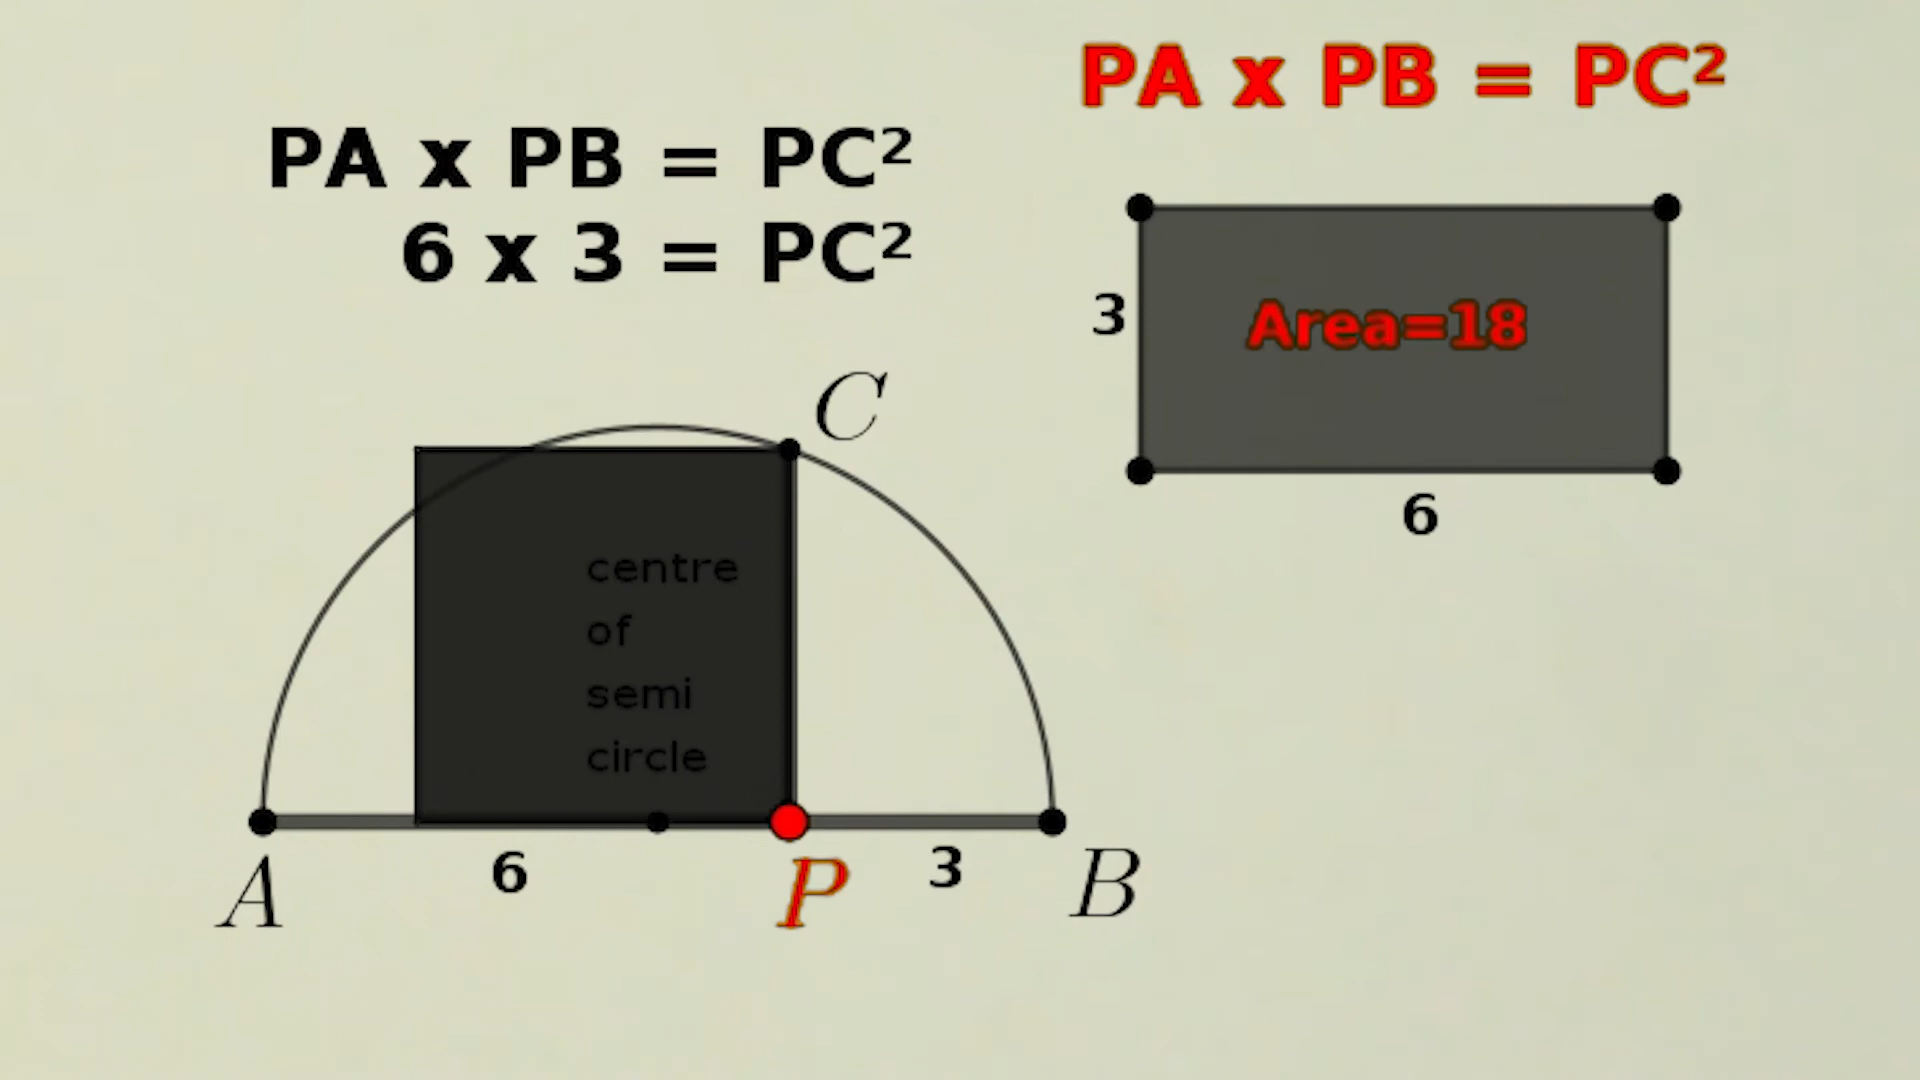 PA x PB = PC²
PA x PB = PC²
6 x 3 = PC²
3
Area=18
6
C
centre
of
semi
circle
6
3
A
P
B